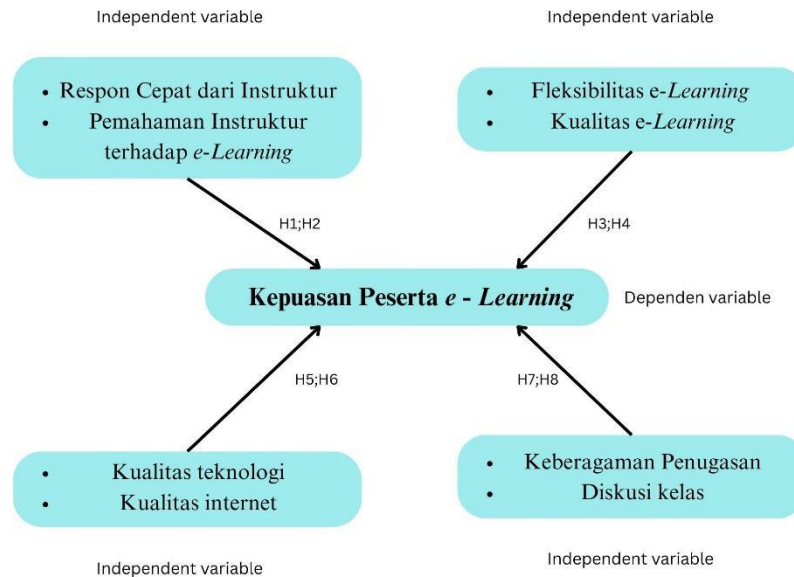 Independent variable
Independent variable
• Respon Cepat dari Instruktur
• Pemahaman Instruktur
terhadap e-Learning
• Fleksibilitas e-Learning
• Kualitas e-Learning
H1;H2
H3;H4
Kepuasan Peserta e - Learning
Dependen variable
H5;H6
H7;H8
• Kualitas teknologi
• Kualitas internet
• Keberagaman Penugasan
• Diskusi kelas
Independent variable
Independent variable